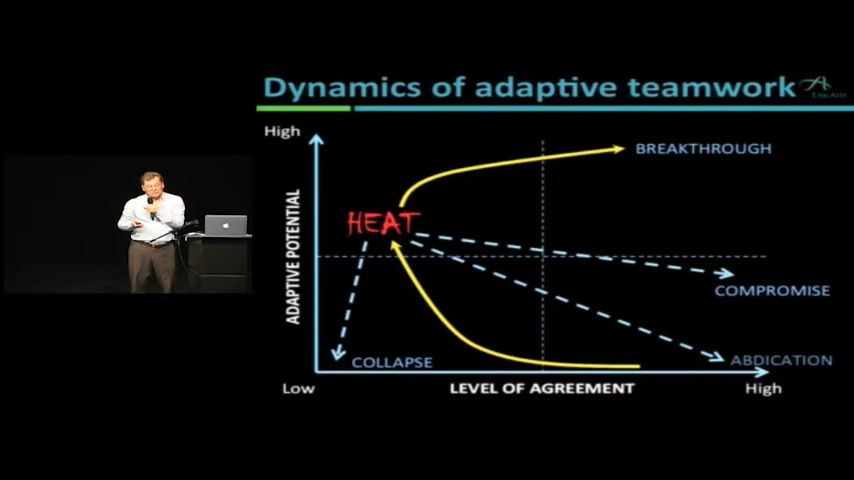 Dynamics of adaptive teamwork
High
BREAKTHROUGH
HEAT
ADAPTIVE POTENTIAL
COMPROMISE
COLLAPSE
ABDICATION
Low
LEVEL OF AGREEMENT
High